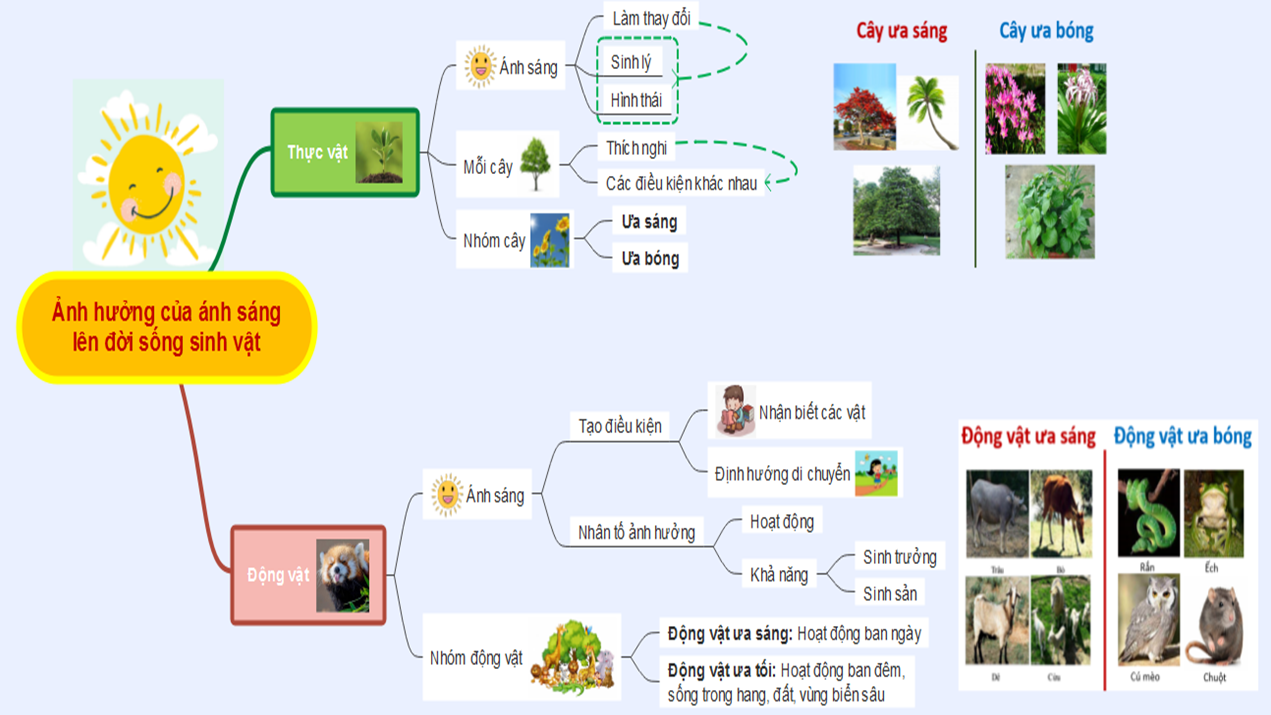 Ảnh hưởng của ánh sáng
lên đời sống sinh vật
Thực vật
Ánh sáng
Làm thay đổi
Sinh lý
Hình thái
Mỗi cây
Thích nghi
Các điều kiện khác nhau
Nhóm cây
Ưa sáng
Ưa bóng
Cây ưa sáng
Cây ưa bóng
Động vật
Ánh sáng
Tạo điều kiện
Nhận biết các vật
Định hướng di chuyển
Nhân tố ảnh hưởng
Hoạt động
Khả năng
Sinh trưởng
Sinh sản
Nhóm động vật
Động vật ưa sáng: Hoạt động ban ngày
Động vật ưa tối: Hoạt động ban đêm,
sống trong hang, đất, vùng biển sâu
Động vật ưa sáng
Động vật ưa bóng
Trâu
Bò
Rắn
Ếch
Dê
Cừu
Cú mèo
Chuột